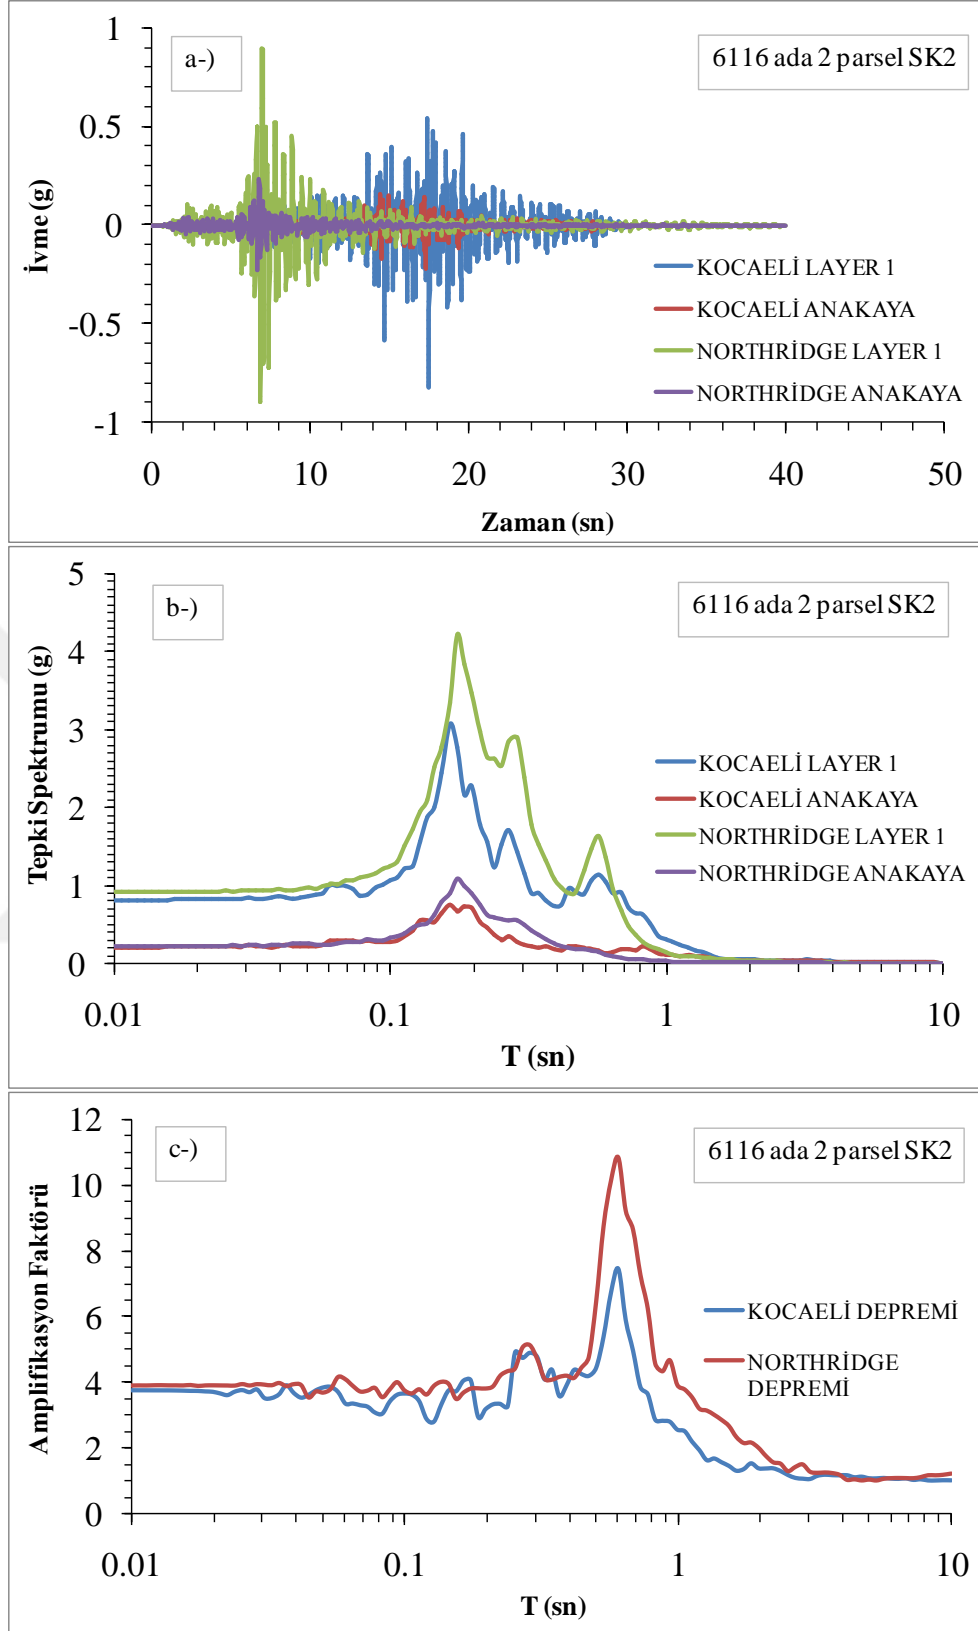 a-)
6116 ada 2 parsel SK2
1
0.5
0
-0.5
-1
İvme (g)
KOCAELİ LAYER 1
KOCAELİ ANAKAYA
NORTHRİDGE LAYER 1
NORTHRİDGE ANAKAYA
0 10 20 30 40 50
Zaman (sn)
b-)
6116 ada 2 parsel SK2
5
4
3
2
1
0
Tepki Spektrumu (g)
KOCAELİ LAYER 1
KOCAELİ ANAKAYA
NORTHRİDGE LAYER 1
NORTHRİDGE ANAKAYA
0.01 0.1 1 10
T (sn)
c-)
6116 ada 2 parsel SK2
12
10
8
6
4
2
0
Amplifikasyon Faktörü
KOCAELİ DEPREMİ
NORTHRİDGE
DEPREMİ
0.01 0.1 1 10
T (sn)